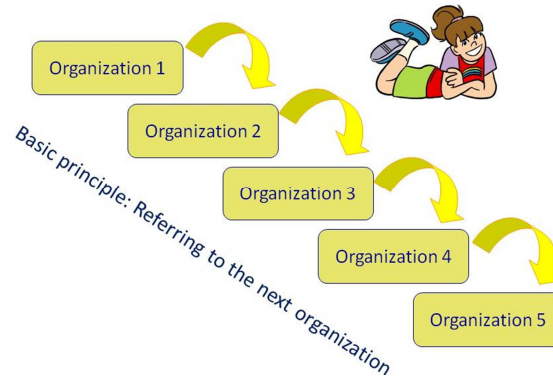 Organization 1
Organization 2
Organization 3
Organization 4
Organization 5
Basic principle: Referring to the next organization